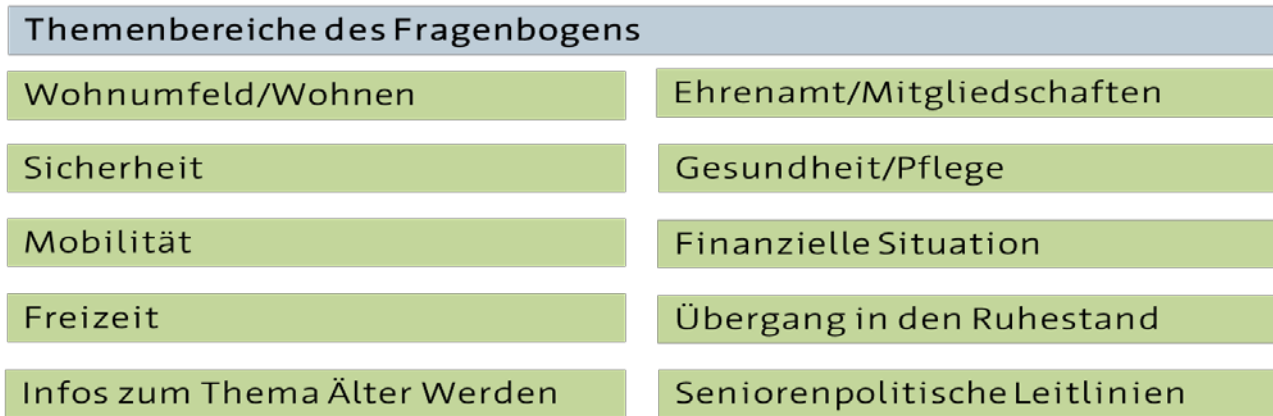 Themenbereiche des Fragenbogens
Wohnumfeld/Wohnen
Sicherheit
Mobilität
Freizeit
Infos zum Thema Älter Werden
Ehrenamt/Mitgliedschaften
Gesundheit/Pflege
Finanzielle Situation
Übergang in den Ruhestand
Seniorenpolitische Leitlinien